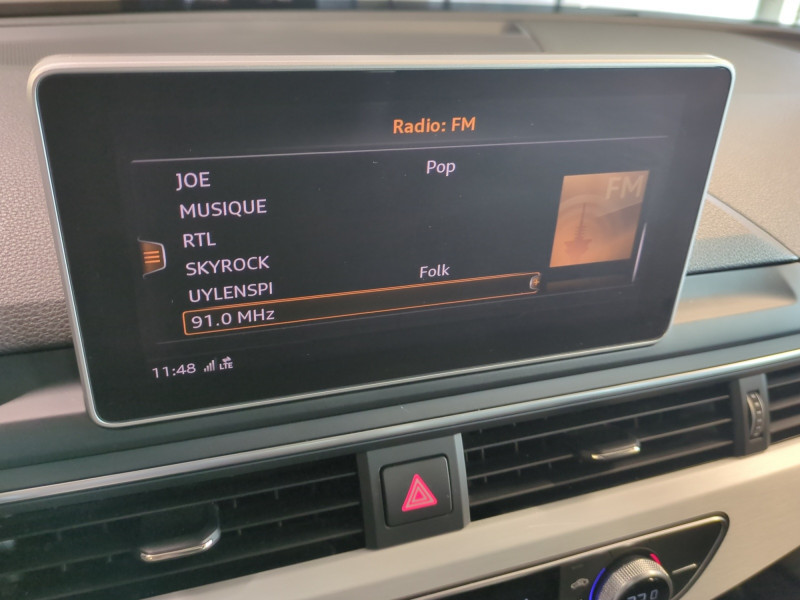 Radio: FM
JOE Pop
FM
MUSIQUE
RTL
SKYROCK
UYLENSPI Folk
91.0 MHz
11:48 LTE